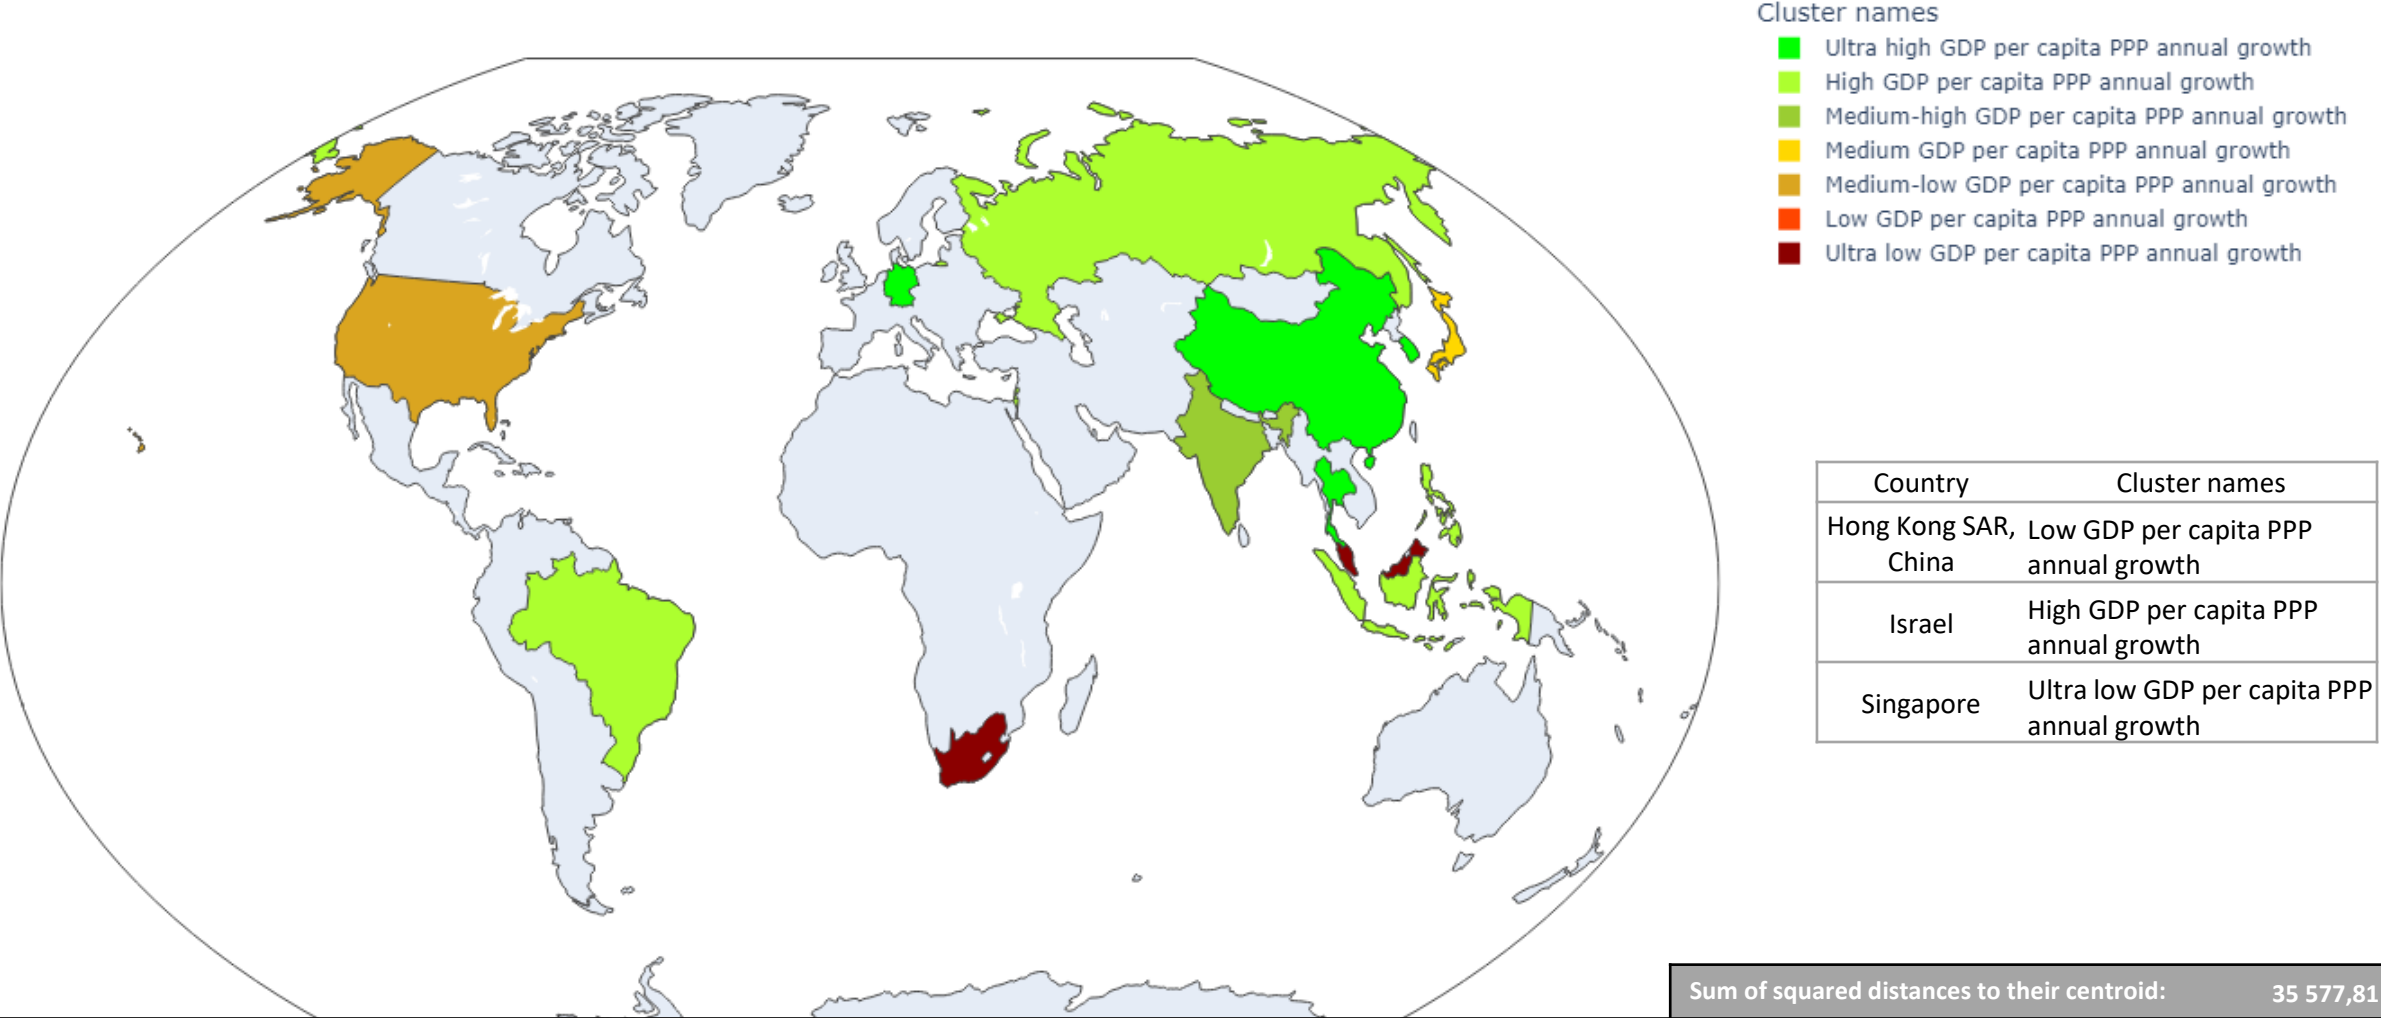 Cluster names
Ultra high GDP per capita PPP annual growth
High GDP per capita PPP annual growth
Medium-high GDP per capita PPP annual growth
Medium GDP per capita PPP annual growth
Medium-low GDP per capita PPP annual growth
Low GDP per capita PPP annual growth
Ultra low GDP per capita PPP annual growth
Country Cluster names
Hong Kong SAR,
China
Low GDP per capita PPP
annual growth
Israel
High GDP per capita PPP
annual growth
Singapore
Ultra low GDP per capita PPP
annual growth
Sum of squared distances to their centroid: 35 577,81